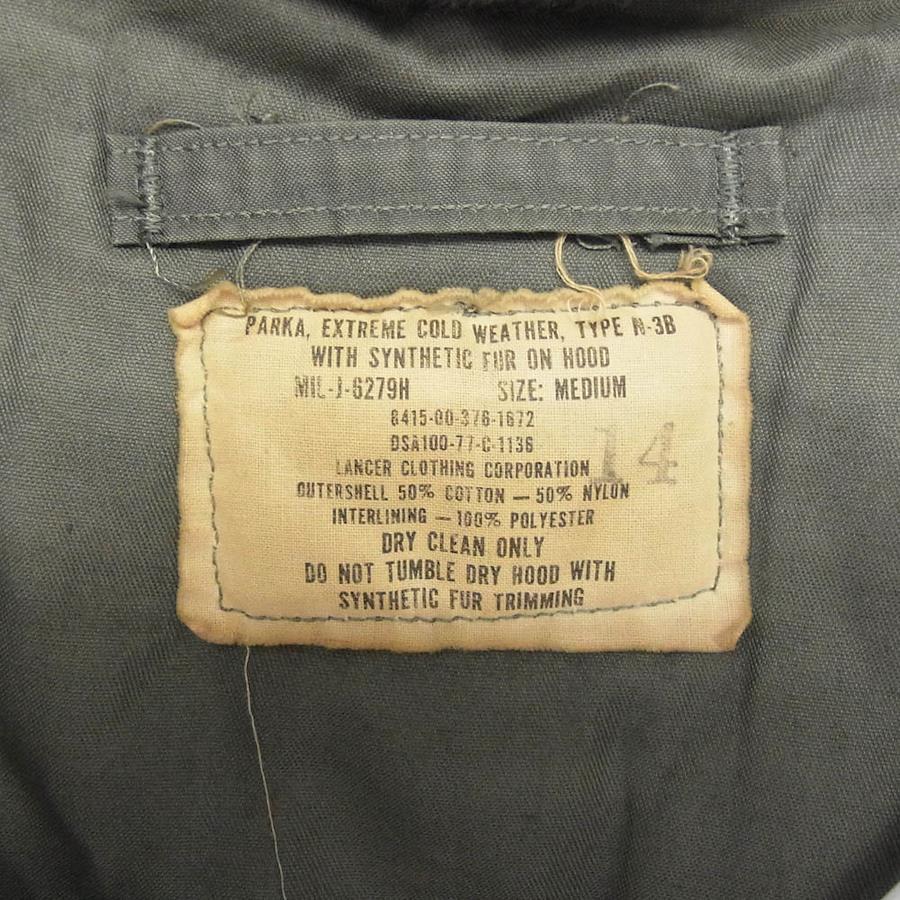 PARKA, EXTREME COLD WEATHER, TYPE N-3B
WITH SYNTHETIC FUR ON HOOD
MIL-J-6279H SIZE: MEDIUM
8415-00-376-1672
DSA100-77-C-1136
LANCER CLOTHING CORPORATION
14
OUTERSHELL 50% COTTON — 50% NYLON
INTERLINING — 100% POLYESTER
DRY CLEAN ONLY
DO NOT TUMBLE DRY HOOD WITH
SYNTHETIC FUR TRIMMING